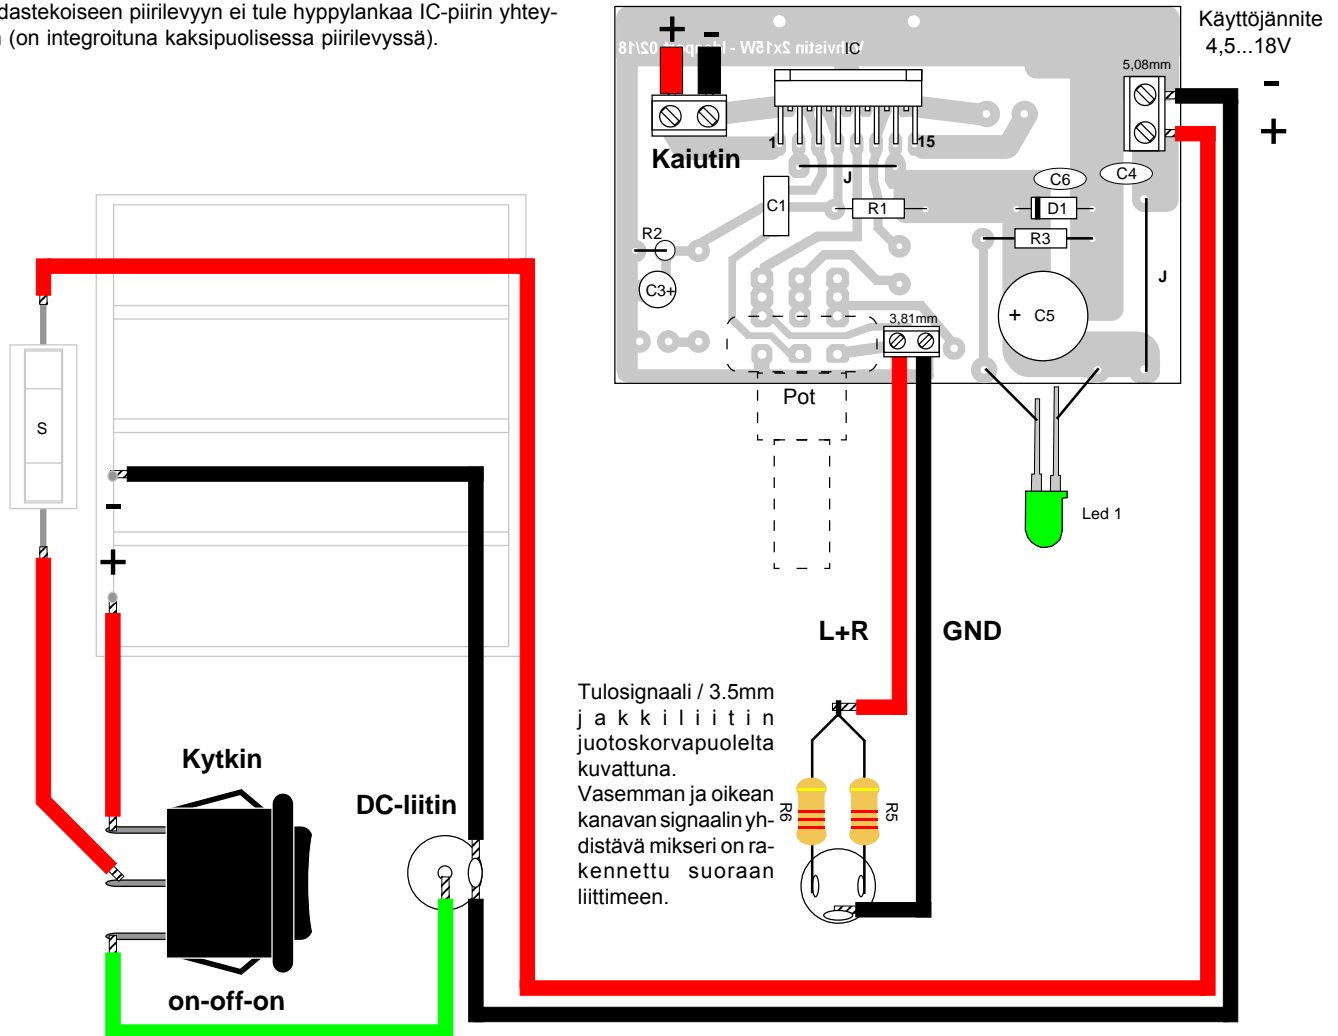 dastekoiseen piirilevyyn ei tule hyppylankaa IC-piirin yhtey-
(on integroituna kaksipuolisessa piirilevyssä).
Käyttöjännite
4,5...18V
-
+
+ -
2x15W -
02/18
IC
5,08mm
1
15
Kaiutin
J
C1
R1
C6
C4
D1
R2
R3
C3+
J
+ C5
3,81mm
Pot
S
-
+
Led 1
L+R
GND
Tulosignaali / 3.5mm
jakkiliitin
juotoskorvapuolelta
kuvattuna.
Vasemman ja oikean
kanavan signaalin yh-
distävä mikseri on ra-
kennettu suoraan
liittimeen.
R6
R5
Kytkin
DC-liitin
on-off-on